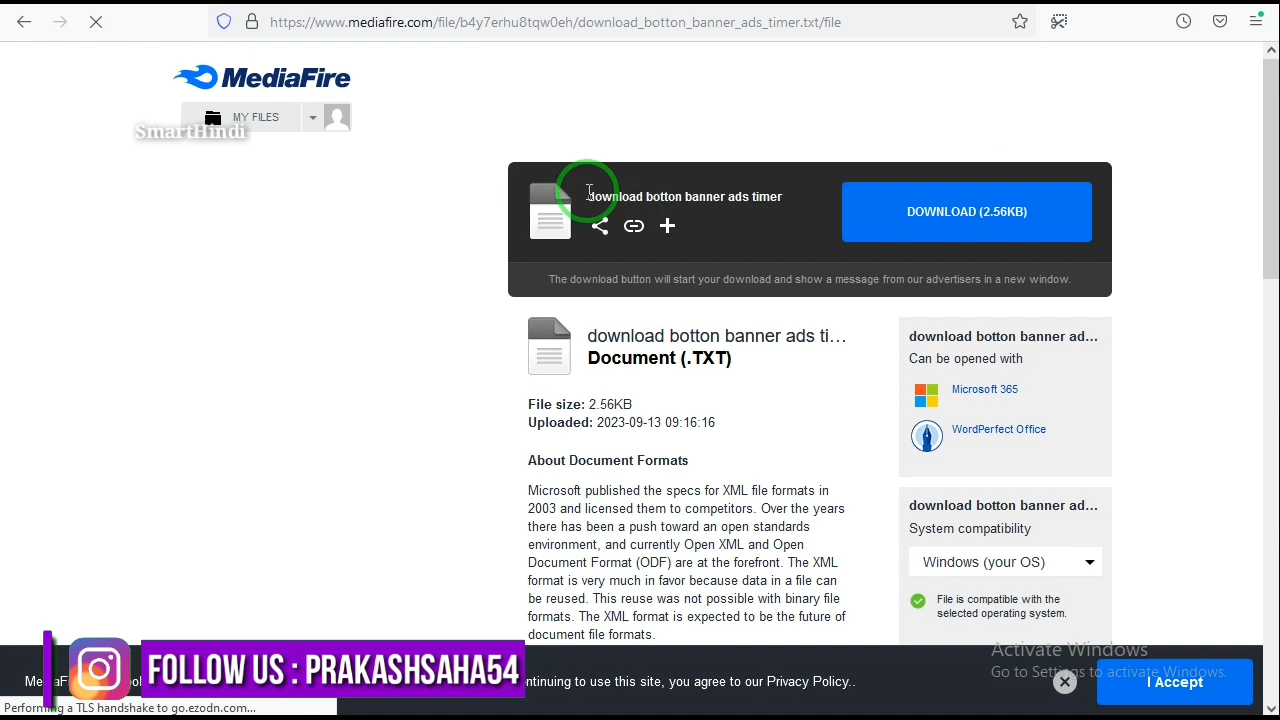 https://www.mediafire.com/file/b4y7erhu8tqw0eh/download_botton_banner_ads_timer.txt/file
MediaFire
MY FILES
SmartHindi
download botton banner ads timer
DOWNLOAD (2.56KB)
The download button will start your download and show a message from our advertisers in a new window.
download botton banner ads ti...
Document (.TXT)
File size: 2.56KB
Uploaded: 2023-09-13 09:16:16
About Document Formats
Microsoft published the specs for XML file formats in
2003 and licensed them to competitors. Over the years
there has been a push toward an open standards
environment, and currently Open XML and Open
Document Format (ODF) are at the forefront. The XML
format is very much in favor because data in a file can
be reused. This reuse was not possible with binary file
formats. The XML format is expected to be the future of
document file formats.
download botton banner ad...
Can be opened with
Microsoft 365
WordPerfect Office
download botton banner ad...
System compatibility
Windows (your OS)
File is compatible with the
selected operating system.
Activate Windows
Go to Settings to activate Windows.
FOLLOW US : PRAKASHSAHA54
to use this site, you agree to our Privacy Policy..
I Accept
Performing a TLS handshake to go.ezodn.com...